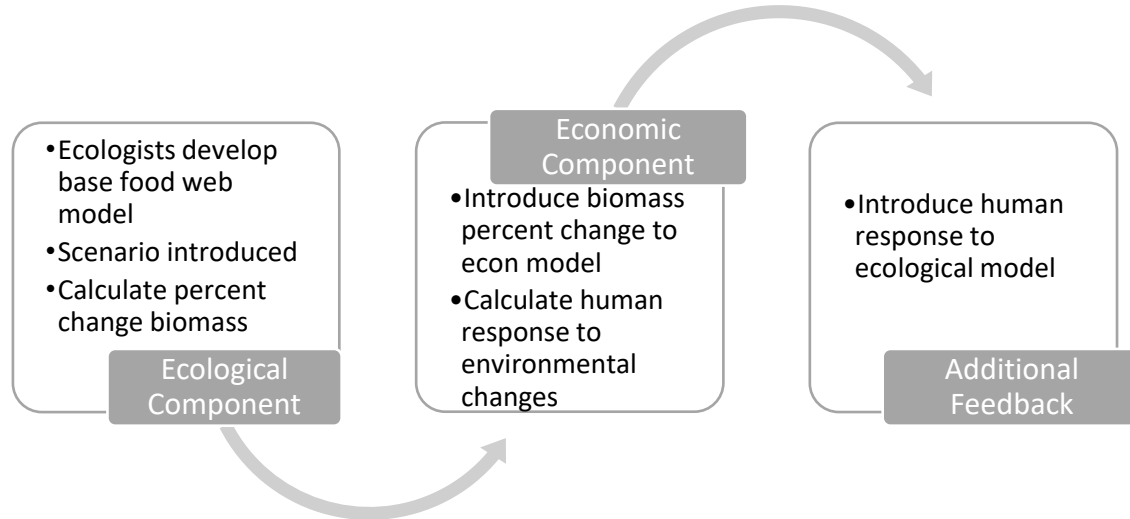 •Ecologists develop
base food web
model
•Scenario introduced
•Calculate percent
change biomass
Ecological
Component
Economic
Component
•Introduce biomass
percent change to
econ model
•Calculate human
response to
environmental
changes
•Introduce human
response to
ecological model
Additional
Feedback